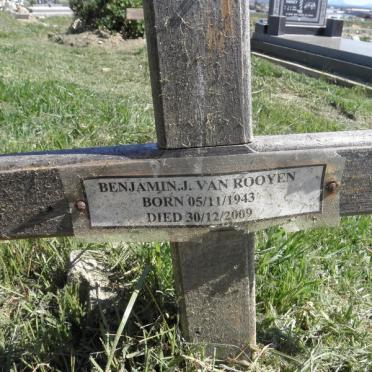 BENJAMIN.J. VAN ROOYEN
BORN 05/11/1943
DIED 30/12/2009